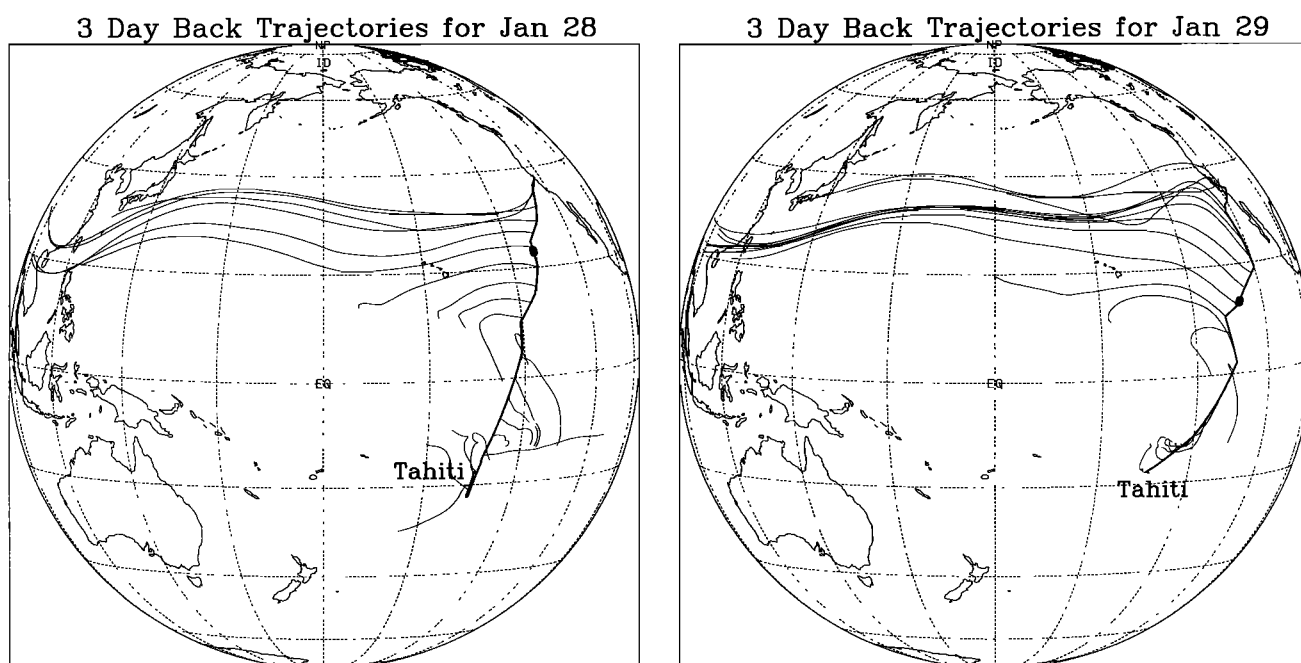 3 Day Back Trajectories for Jan 28
NP
ID
EQ
Tahiti
3 Day Back Trajectories for Jan 29
NP
ID
EQ
Tahiti